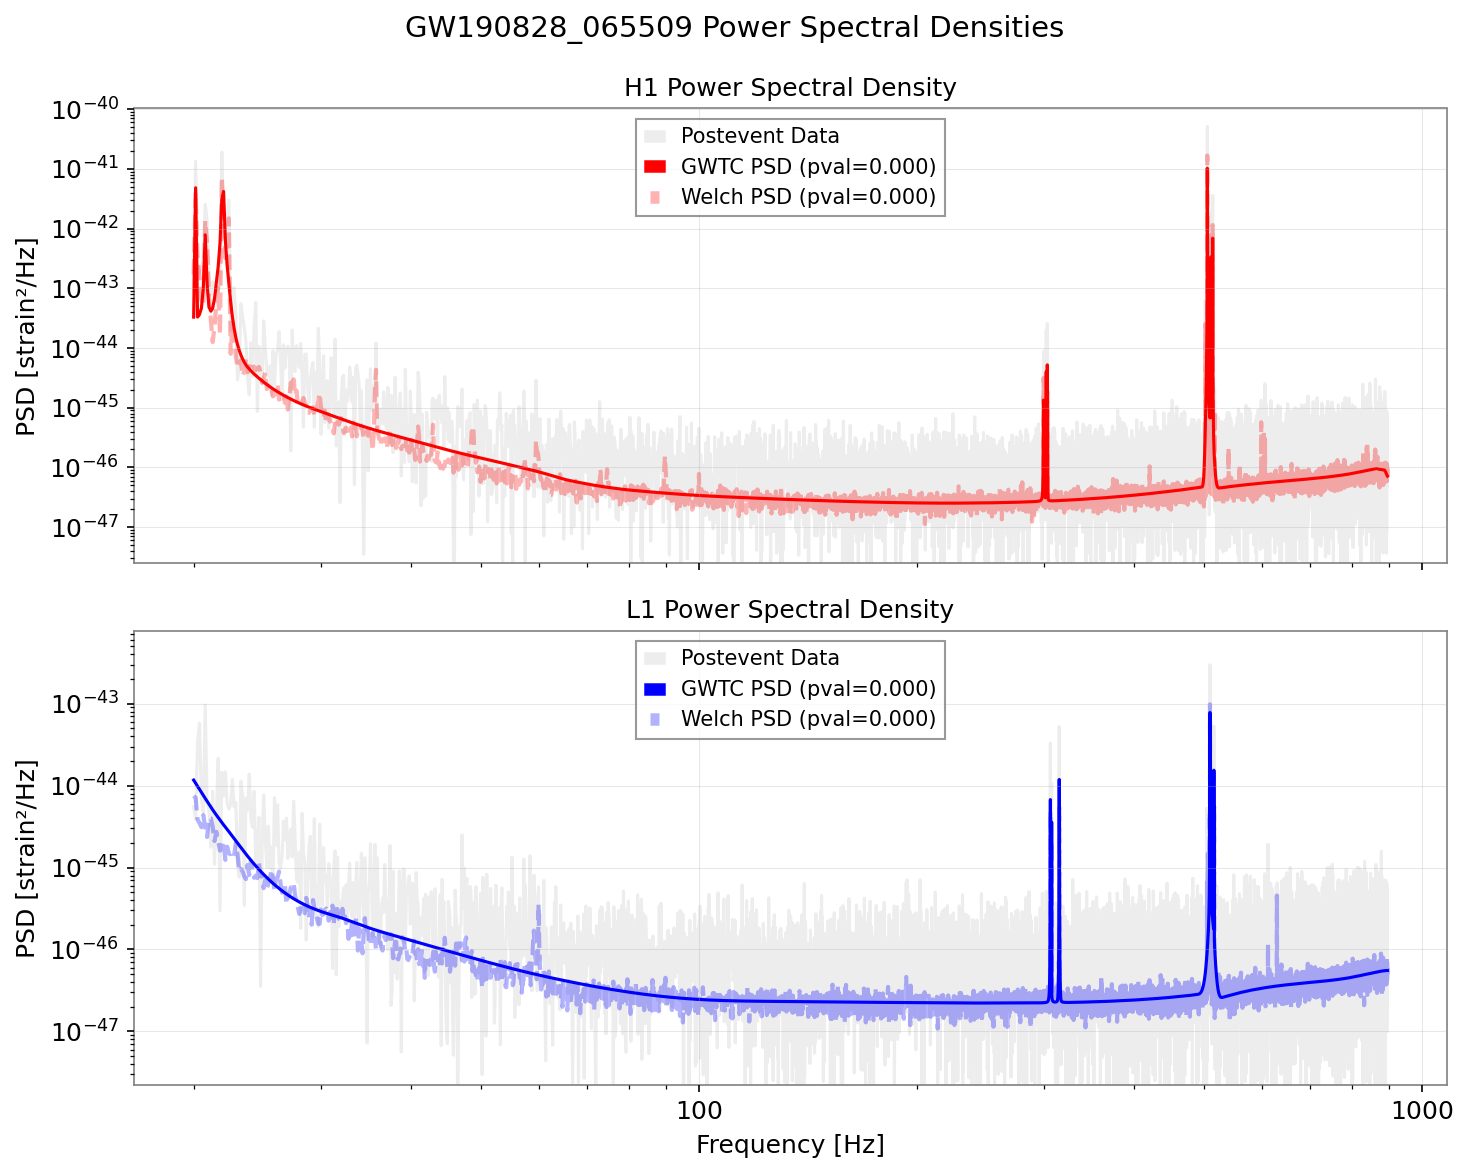 GW190828_065509 Power Spectral Densities
H1 Power Spectral Density
PSD [strain²/Hz]
10⁻⁴⁰
10⁻⁴¹
10⁻⁴²
10⁻⁴³
10⁻⁴⁴
10⁻⁴⁵
10⁻⁴⁶
10⁻⁴⁷
Postevent Data
GWTC PSD (pval=0.000)
Welch PSD (pval=0.000)
L1 Power Spectral Density
PSD [strain²/Hz]
10⁻⁴³
10⁻⁴⁴
10⁻⁴⁵
10⁻⁴⁶
10⁻⁴⁷
Postevent Data
GWTC PSD (pval=0.000)
Welch PSD (pval=0.000)
100 1000
Frequency [Hz]